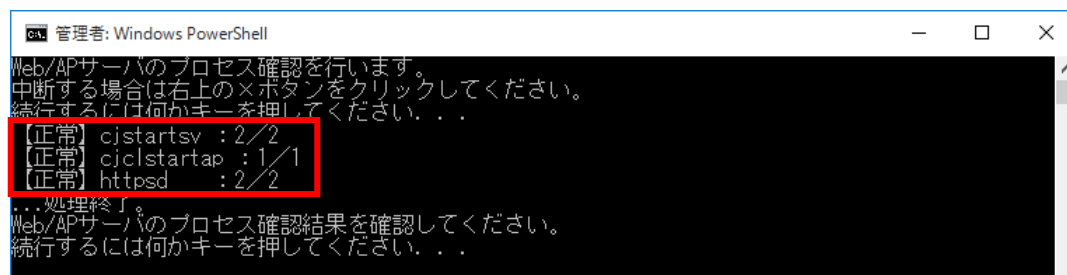 管理者: Windows PowerShell
Web/APサーバのプロセス確認を行います。
中断する場合は右上の×ボタンをクリックしてください。
続行するには何かキーを押してください. . .
【正常】cjstartsv :2/2
【正常】cjclstartap :1/1
【正常】httpsd :2/2
...処理終了。
Web/APサーバのプロセス確認結果を確認してください。
続行するには何かキーを押してください. . .